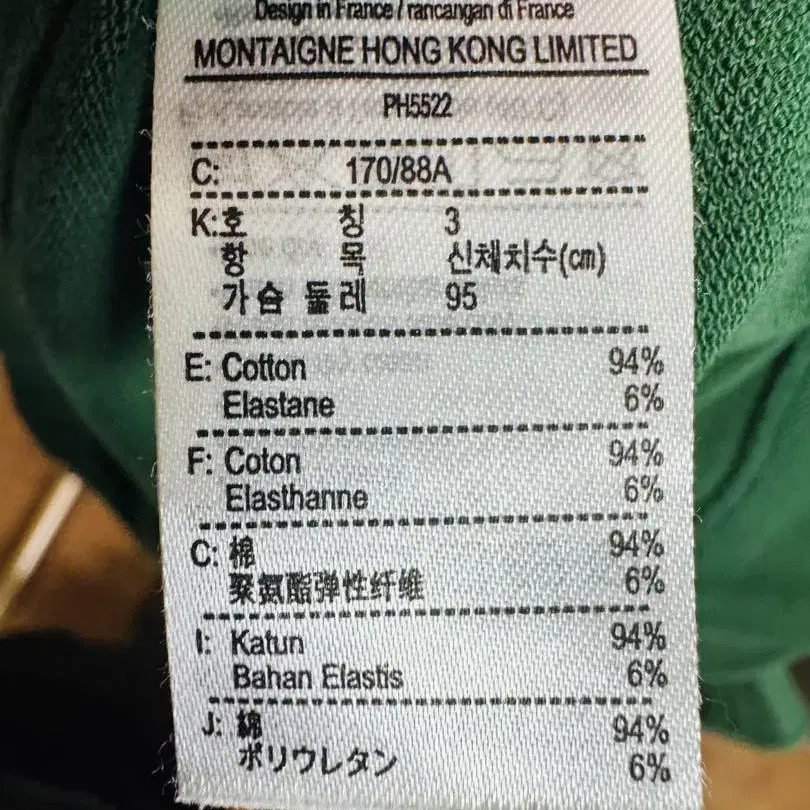 Design in France / rancangan di France
MONTAIGNE HONG KONG LIMITED
PH5522
C: 170/88A
K: 호 칭 3
항 목 신체치수(cm)
가슴 둘레 95
E: Cotton 94%
Elastane 6%
F: Coton 94%
Elasthanne 6%
C: 棉 94%
聚氨酯弹性纤维 6%
I: Katun 94%
Bahan Elastis 6%
J: 綿 94%
ポリウレタン 6%